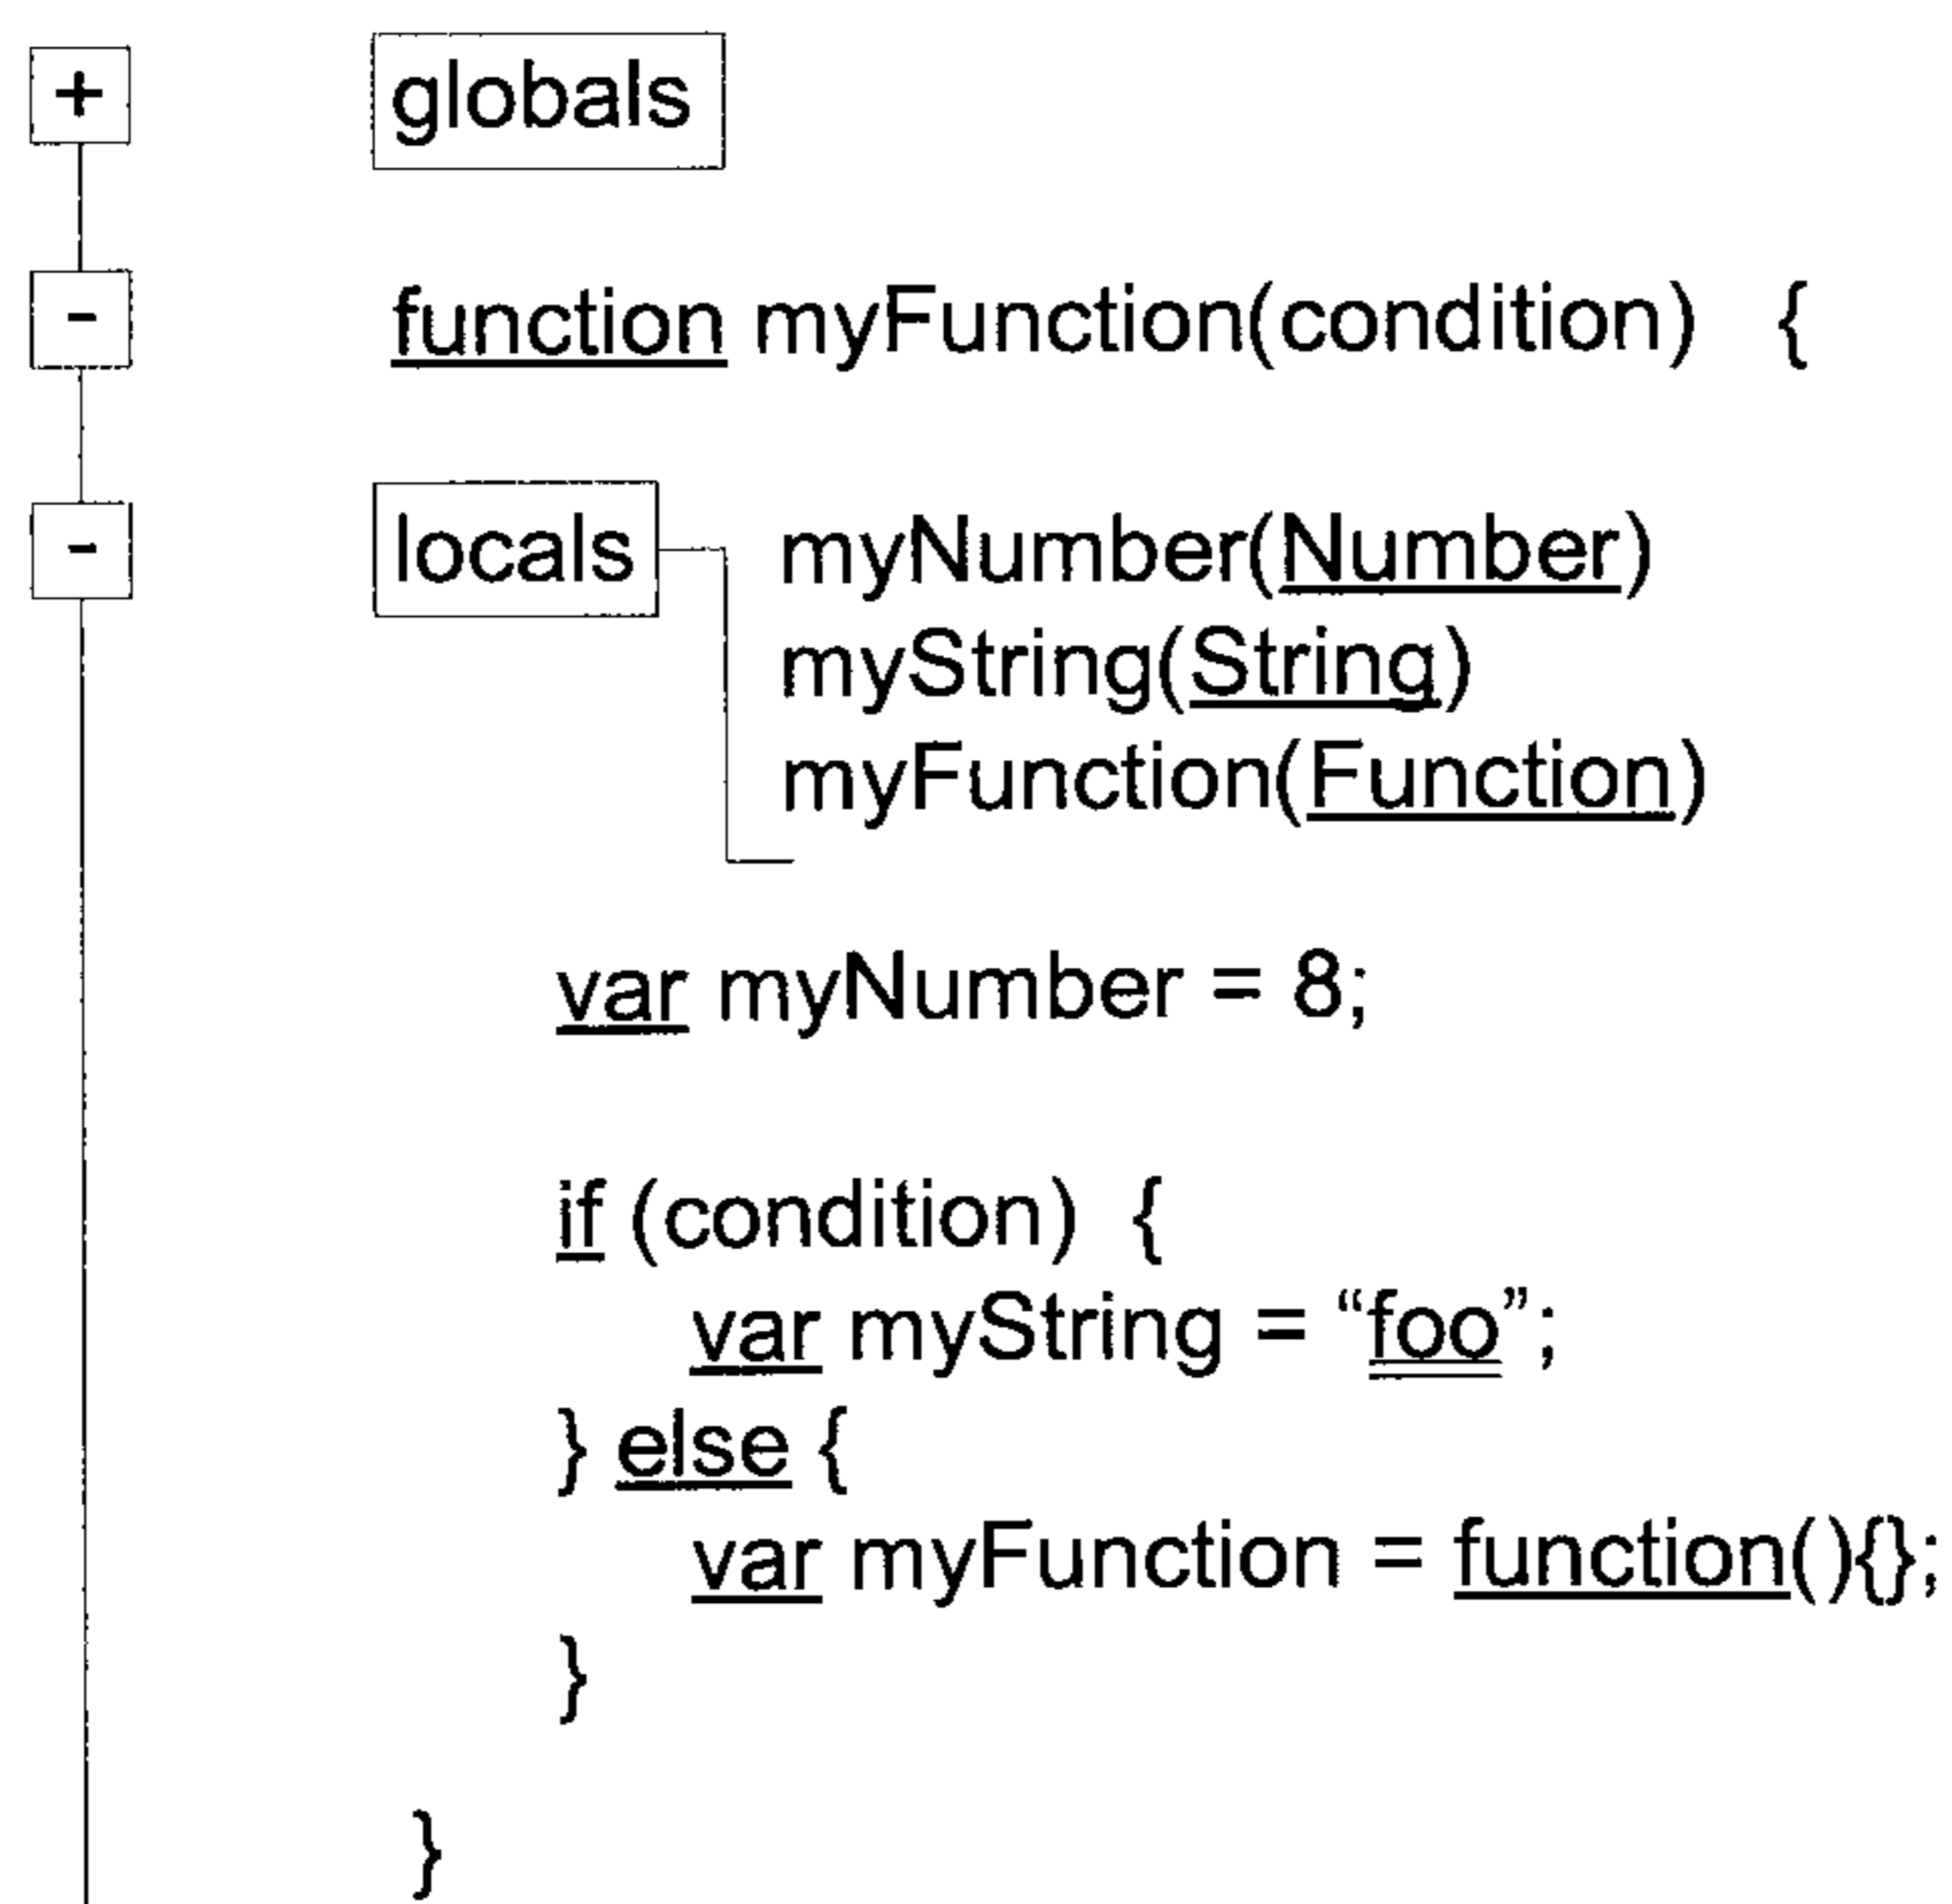 + globals
- function myFunction(condition) {
- locals myNumber(Number)
myString(String)
myFunction(Function)
var myNumber = 8;
if (condition) {
var myString = “foo”;
} else {
var myFunction = function(){};
}
}